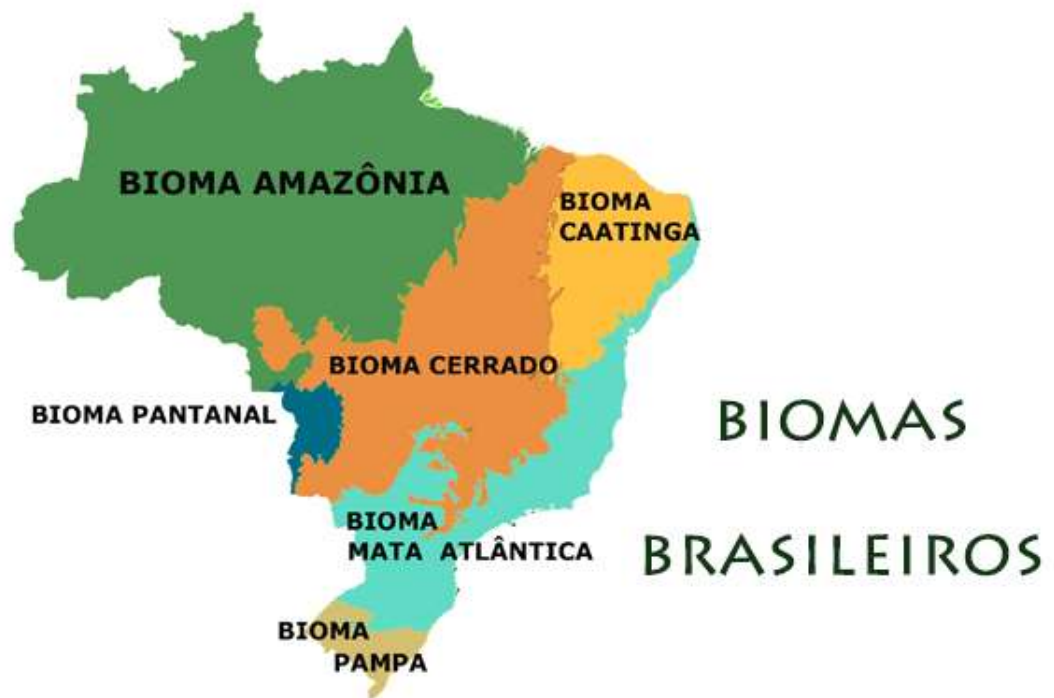 BIOMA AMAZÔNIA
BIOMA
CAATINGA
BIOMA CERRADO
BIOMA PANTANAL
BIOMA
MATA ATLÂNTICA
BIOMA
PAMPA
BIOMAS
BRASILEIROS